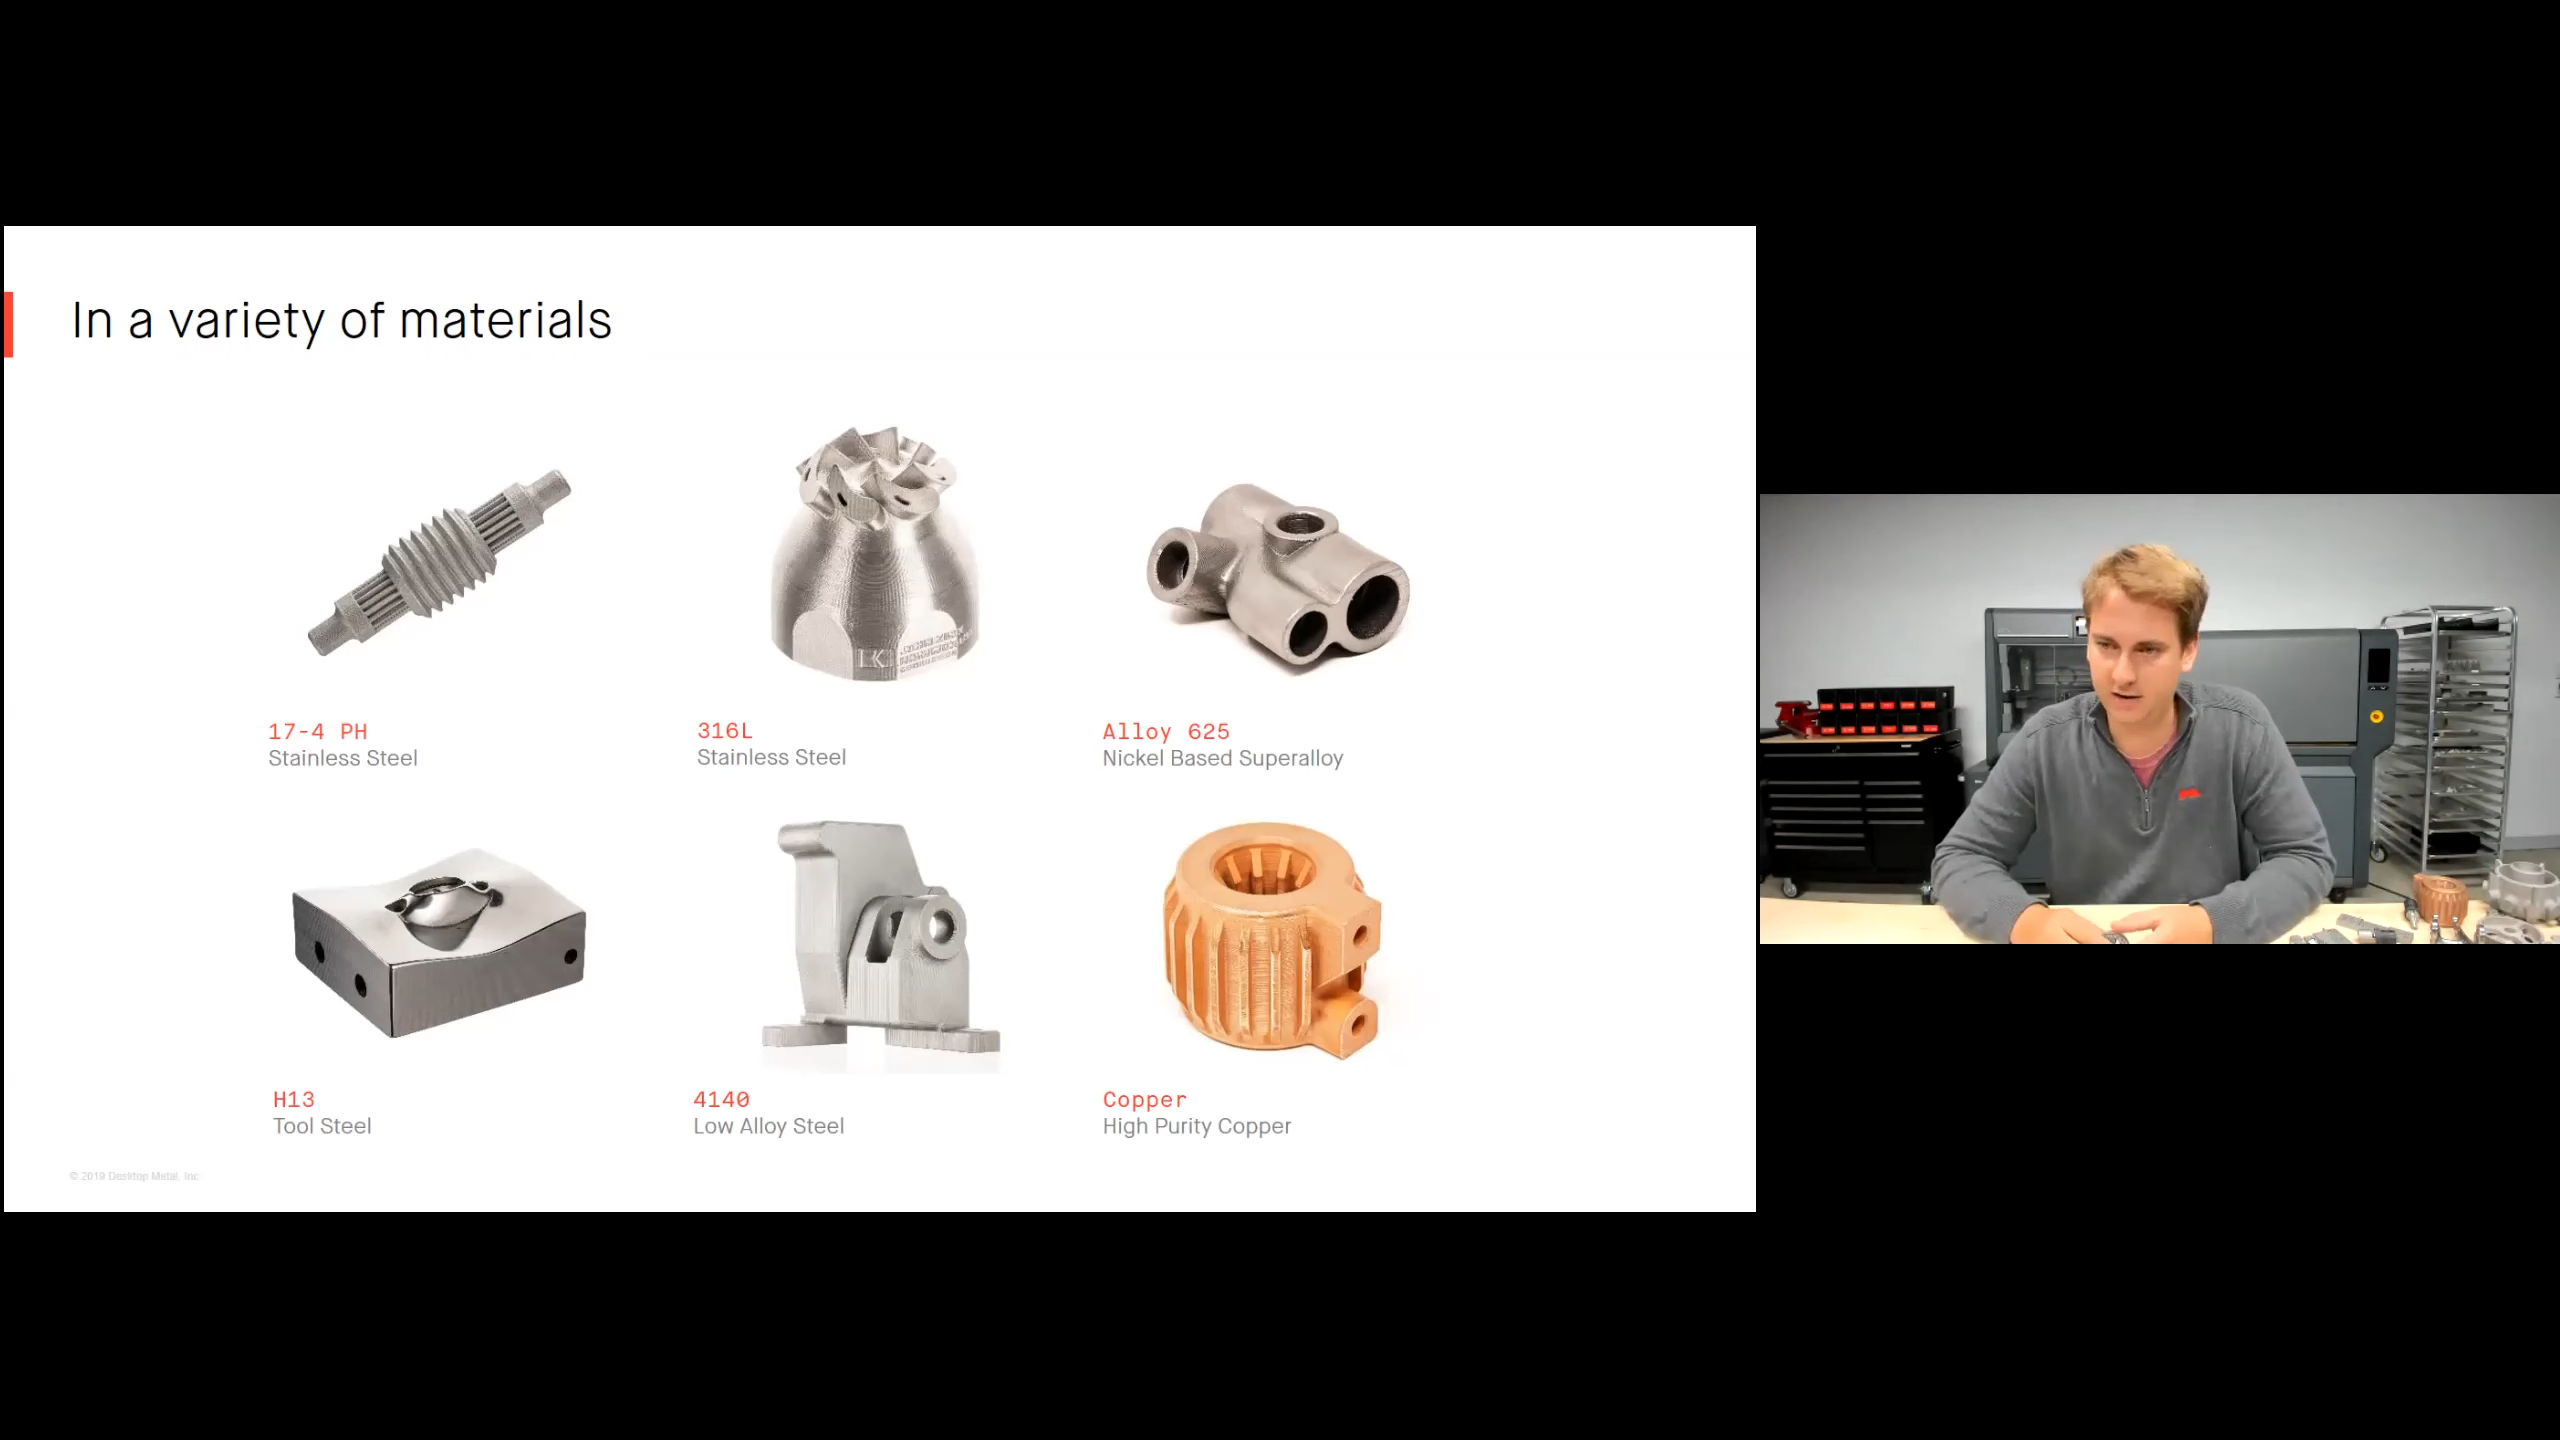 In a variety of materials
17-4 PH
Stainless Steel
316L
Stainless Steel
Alloy 625
Nickel Based Superalloy
H13
Tool Steel
4140
Low Alloy Steel
Copper
High Purity Copper
© 2019 Desktop Metal, Inc